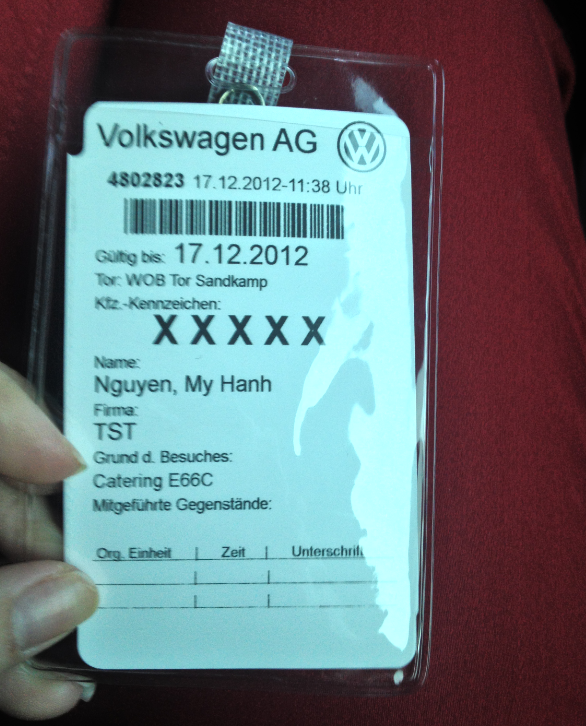 Volkswagen AG
4802823 17.12.2012-11:38 Uhr
Gültig bis: 17.12.2012
Tor: WOB Tor Sandkamp
Kfz.-Kennzeichen:
X X X X X
Name:
Nguyen, My Hanh
Firma:
TST
Grund d. Besuches:
Catering E66C
Mitgeführte Gegenstände:
Org. Einheit | Zeit | Unterschrift